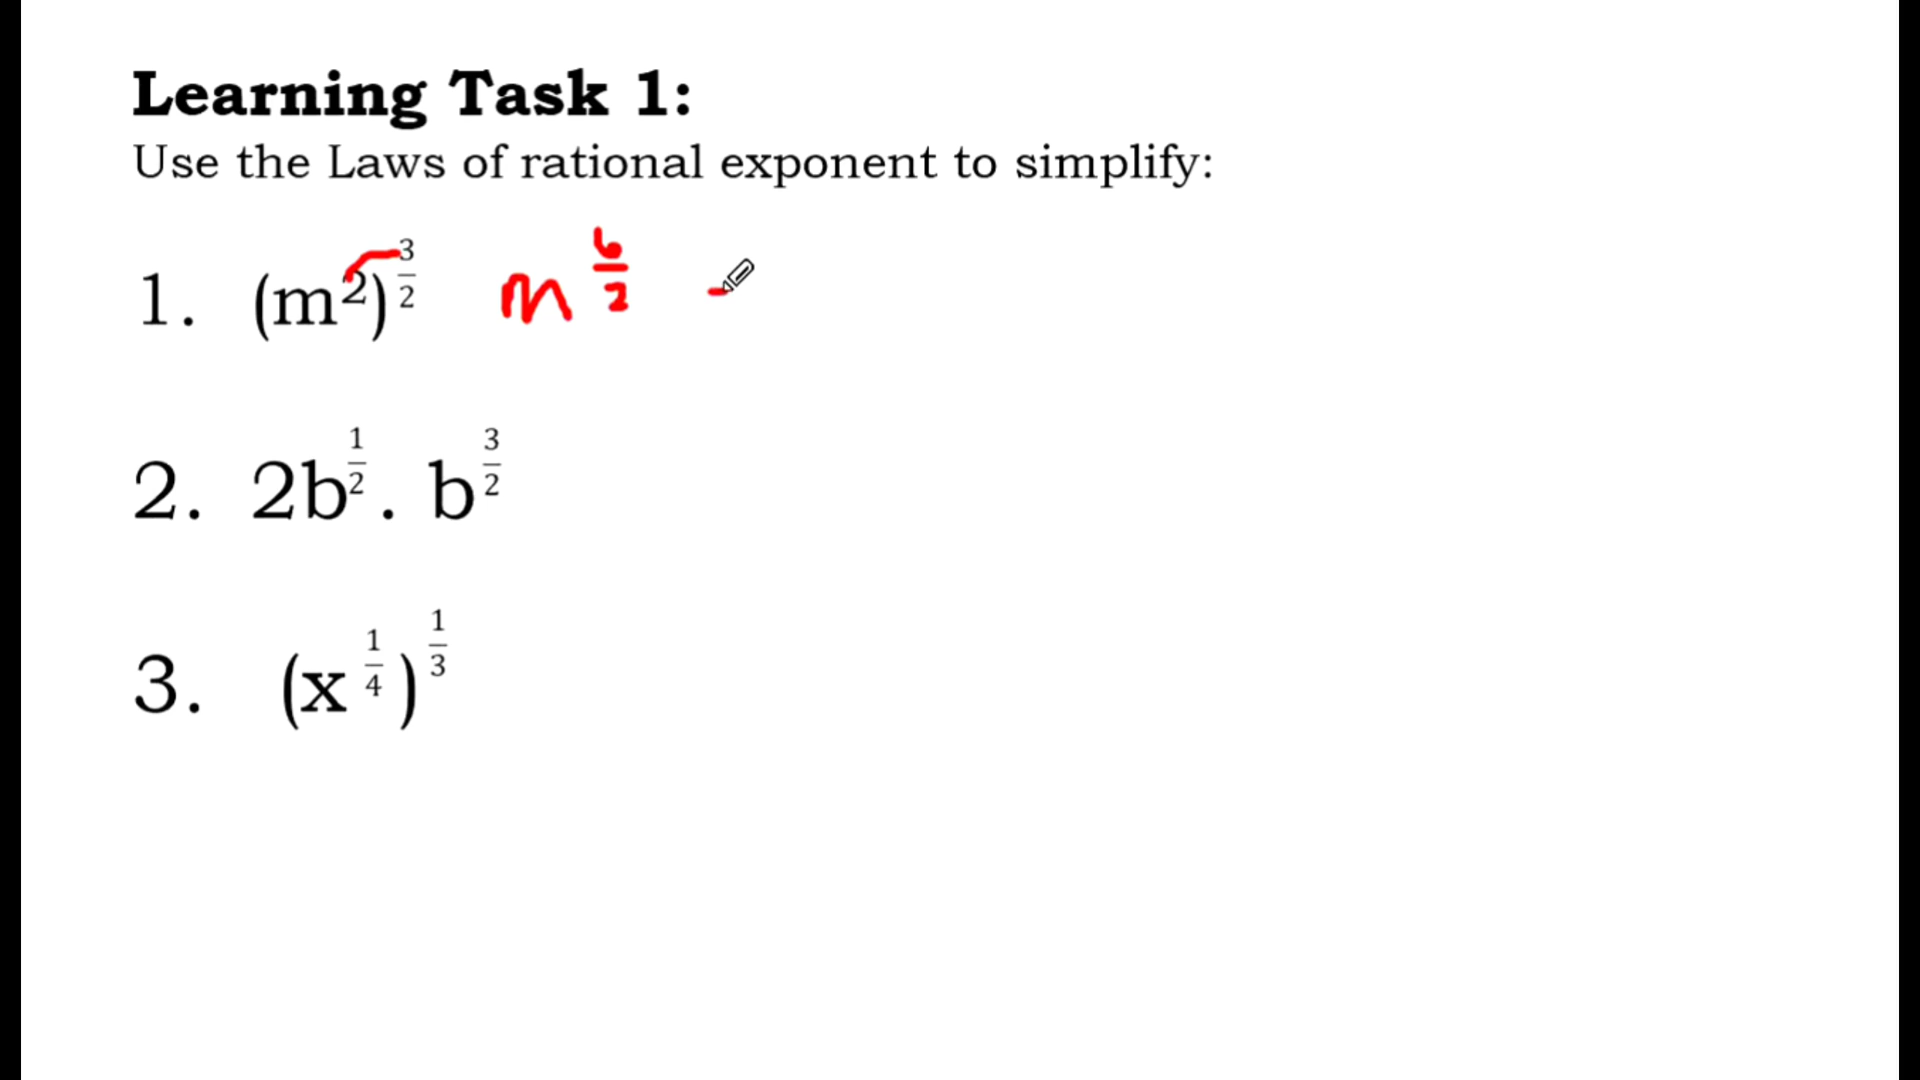 Learning Task 1:
Use the Laws of rational exponent to simplify:
1. (m²)^(3/2) m^(6/2) -
2. 2b^(1/2) . b^(3/2)
3. (x^(1/4))^(1/3)